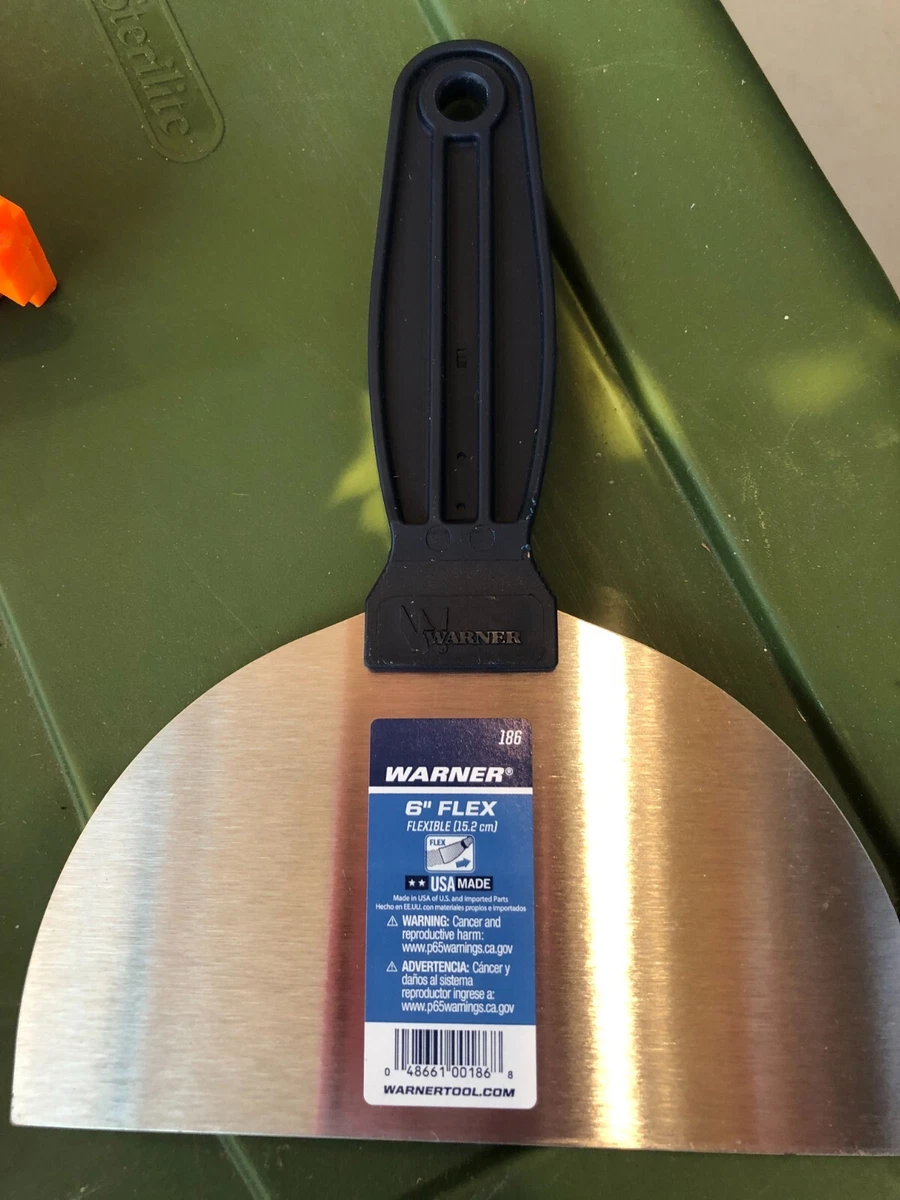 Sterilite
WARNER
186
WARNER®
6" FLEX
FLEXIBLE (15.2 cm)
FLEX
★★ USA MADE
Made in USA of U.S. and Imported Parts
Hecho en EE.UU. con materiales propios e importados
⚠ WARNING: Cancer and
reproductive harm:
www.p65warnings.ca.gov
⚠ ADVERTENCIA: Cáncer y
daños al sistema
reproductor ingrese a:
www.p65warnings.ca.gov
0 48661 00186 8
WARNERTOOL.COM